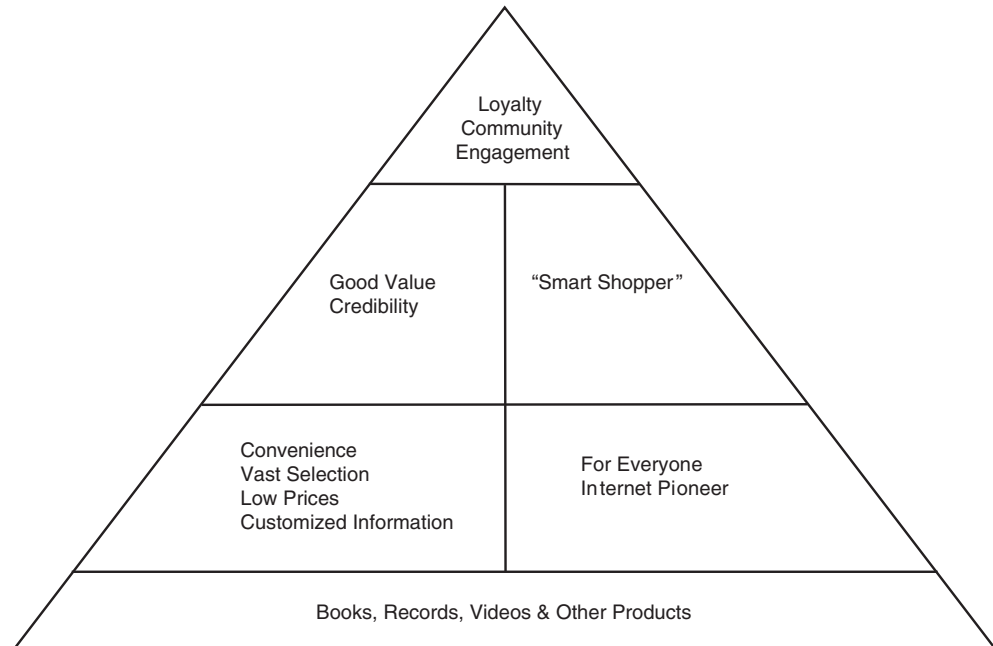 Loyalty
Community
Engagement
Good Value
Credibility
“Smart Shopper”
Convenience
Vast Selection
Low Prices
Customized Information
For Everyone
Internet Pioneer
Books, Records, Videos & Other Products